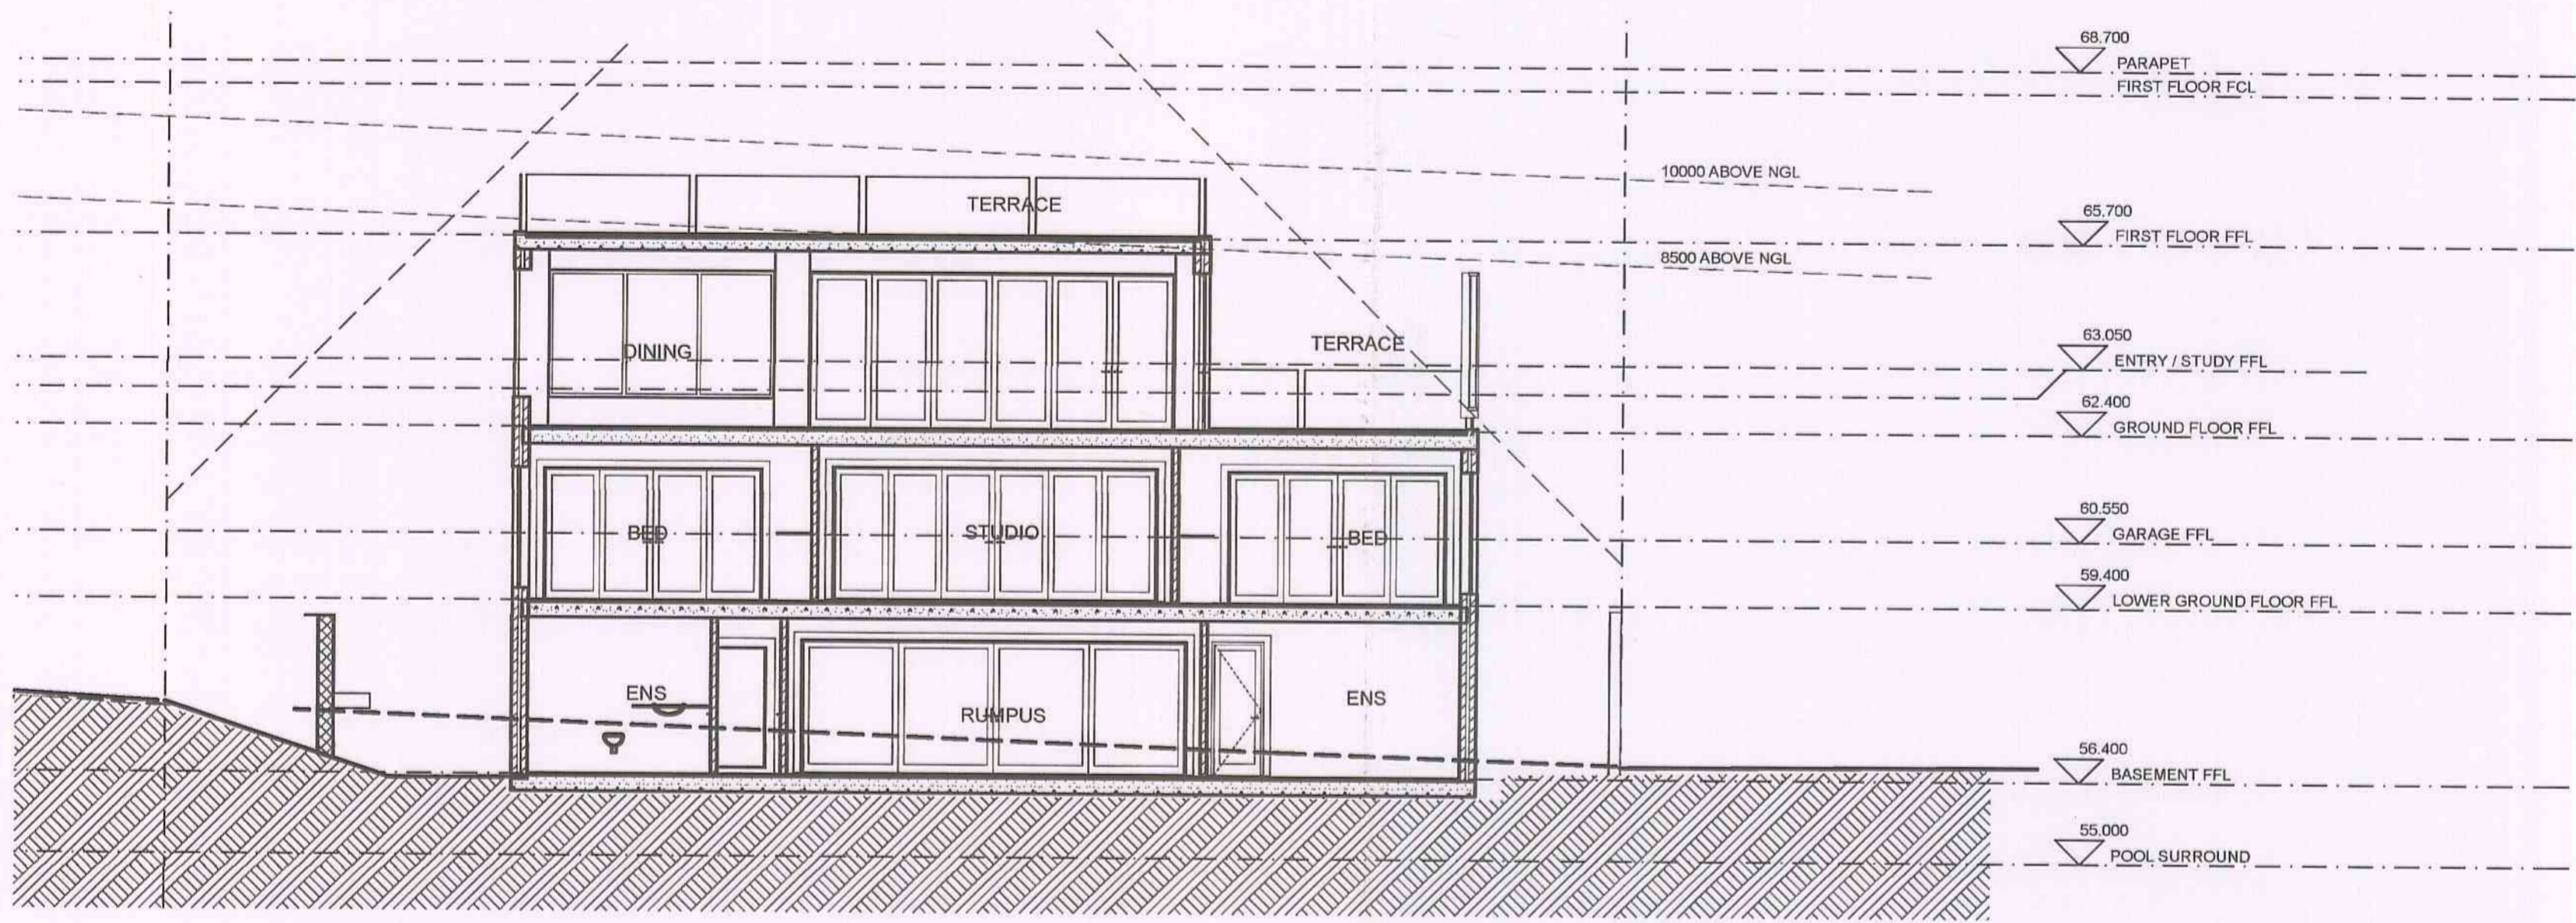 68.700
PARAPET
FIRST FLOOR FCL
10000 ABOVE NGL
TERRACE
65.700
FIRST FLOOR FFL
8500 ABOVE NGL
63.050
TERRACE
DINING
ENTRY / STUDY FFL
62.400
GROUND FLOOR FFL
60.550
BED
STUDIO
BED
GARAGE FFL
59.400
LOWER GROUND FLOOR FFL
ENS
ENS
RUMPUS
56.400
BASEMENT FFL
55.000
POOL SURROUND